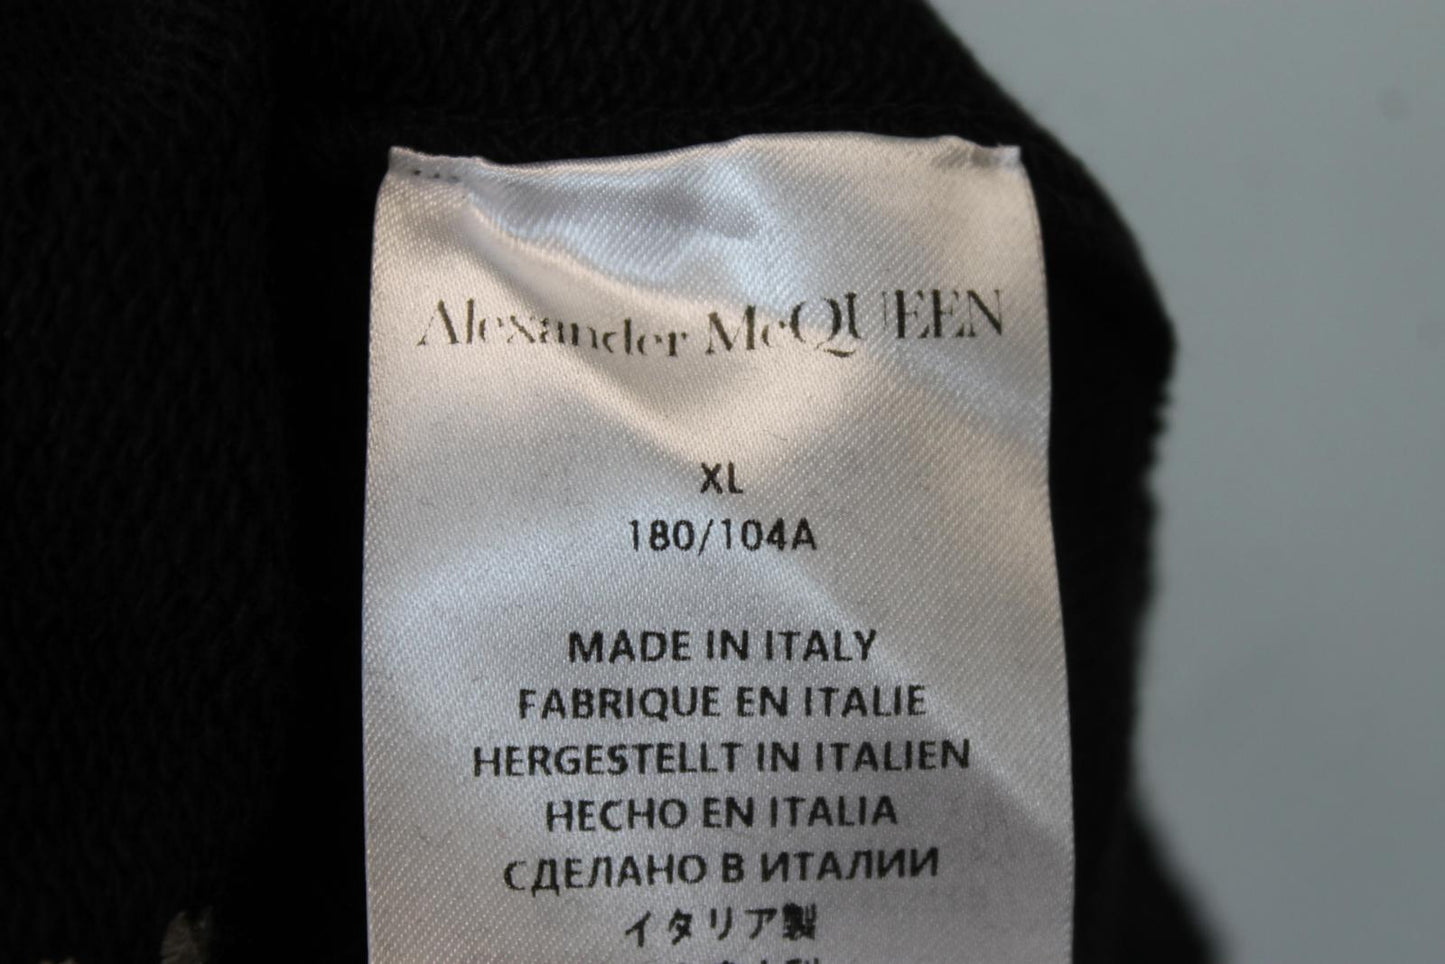 Alexander McQUEEN
XL
180/104A
MADE IN ITALY
FABRIQUE EN ITALIE
HERGESTELLT IN ITALIEN
HECHO EN ITALIA
СДЕЛАНО В ИТАЛИИ
イタリア製